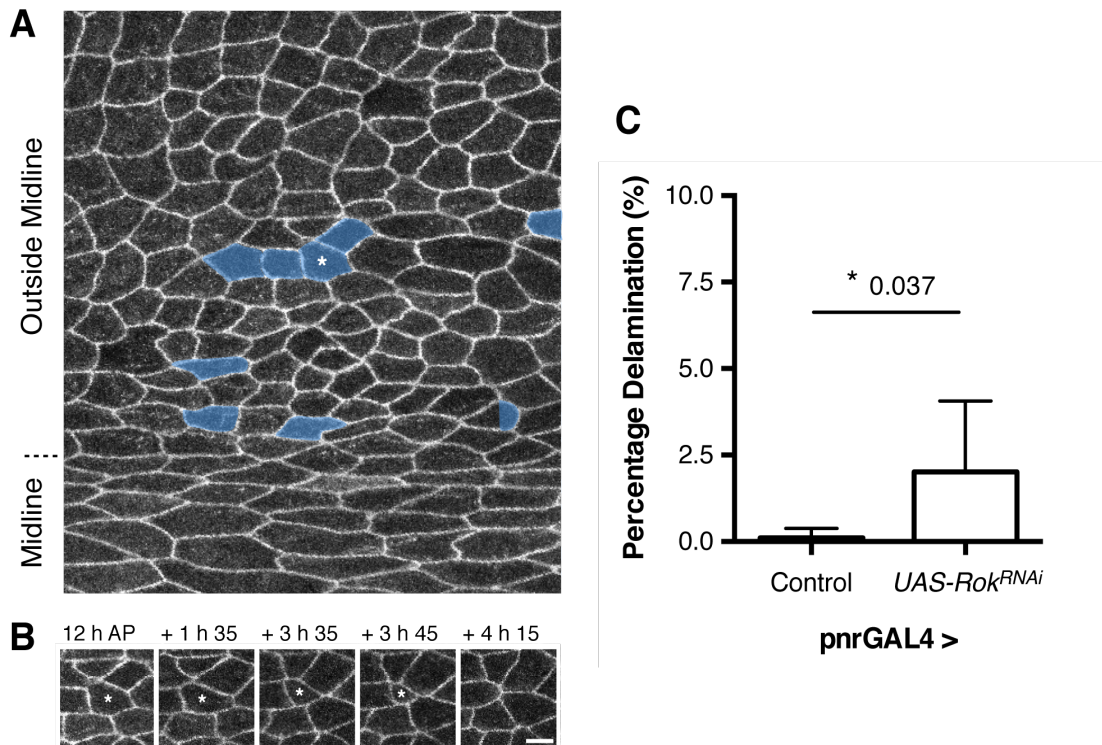 A
Outside Midline
Midline
*
B
12 h AP
+ 1 h 35
+ 3 h 35
+ 3 h 45
+ 4 h 15
*
*
*
*
C
Percentage Delamination (%)
10.0
7.5
5.0
2.5
0.0
* 0.037
Control
UAS-Rok^RNAi
pnrGAL4 >